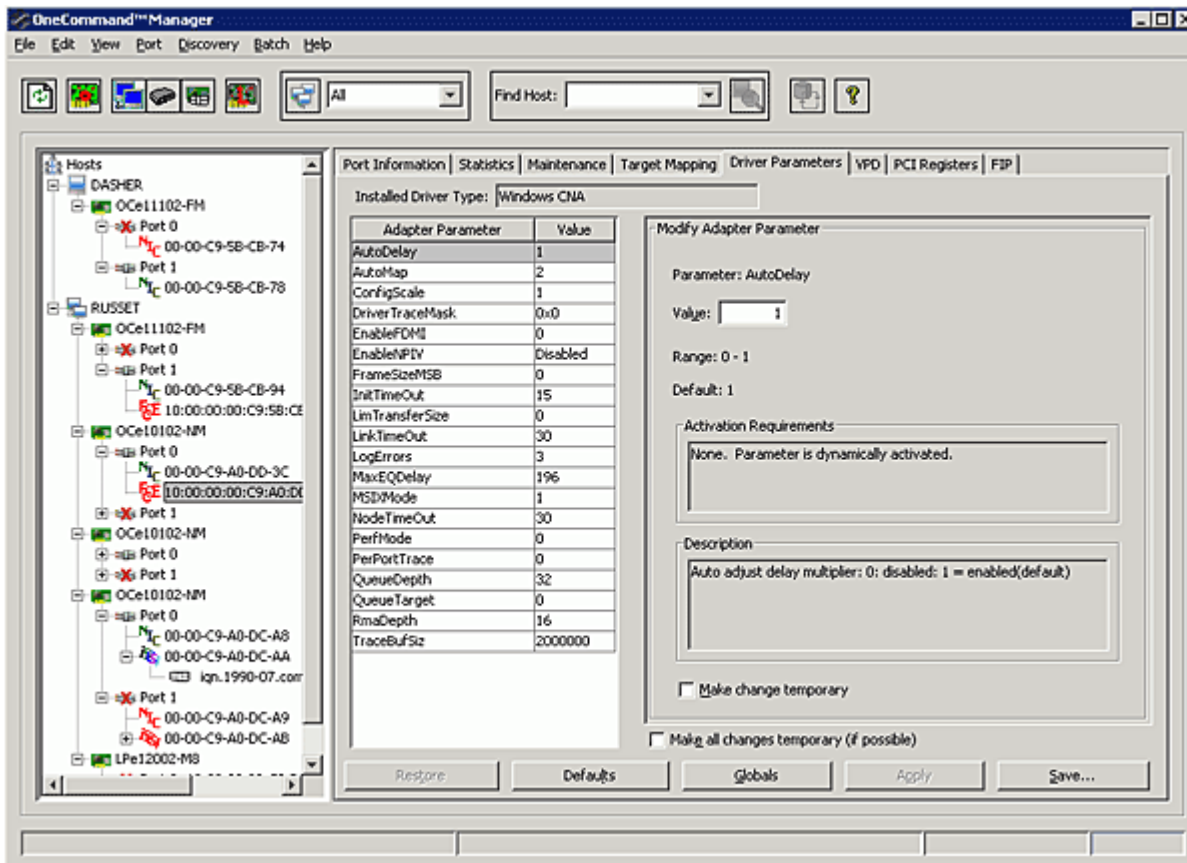 OneCommand™Manager
File Edit View Port Discovery Batch Help
All
Find Host:
Hosts
DASHER
OCe11102-FM
Port 0
NIC 00-00-C9-5B-CB-74
Port 1
NIC 00-00-C9-5B-CB-78
RUSSET
OCe11102-FM
Port 0
Port 1
NIC 00-00-C9-5B-CB-94
FCoE 10:00:00:00:C9:5B:CB
OCe10102-NM
Port 0
NIC 00-00-C9-A0-DD-3C
FCoE 10:00:00:00:C9:A0:DD
Port 1
OCe10102-NM
Port 0
Port 1
OCe10102-NM
Port 0
NIC 00-00-C9-A0-DC-A8
00-00-C9-A0-DC-AA
iqn.1990-07.com
Port 1
NIC 00-00-C9-A0-DC-A9
00-00-C9-A0-DC-AB
LPe12002-M8
Port Information Statistics Maintenance Target Mapping Driver Parameters VPD PCI Registers FIP
Installed Driver Type: Windows CNA
Adapter Parameter Value
AutoDelay 1
AutoMap 2
ConfigScale 1
DriverTraceMask 0x0
EnableFDMI 0
EnableNPIV Disabled
FrameSizeMSB 0
InitTimeOut 15
LimTransferSize 0
LinkTimeOut 30
LogErrors 3
MaxEQDelay 196
MSIXMode 1
NodeTimeOut 30
PerfMode 0
PerPortTrace 0
QueueDepth 32
QueueTarget 0
RmaDepth 16
TraceBufSiz 2000000
Modify Adapter Parameter
Parameter: AutoDelay
Value: 1
Range: 0 - 1
Default: 1
Activation Requirements
None. Parameter is dynamically activated.
Description
Auto adjust delay multiplier: 0: disabled: 1 = enabled(default)
Make change temporary
Make all changes temporary (if possible)
Restore Defaults Globals Apply Save...